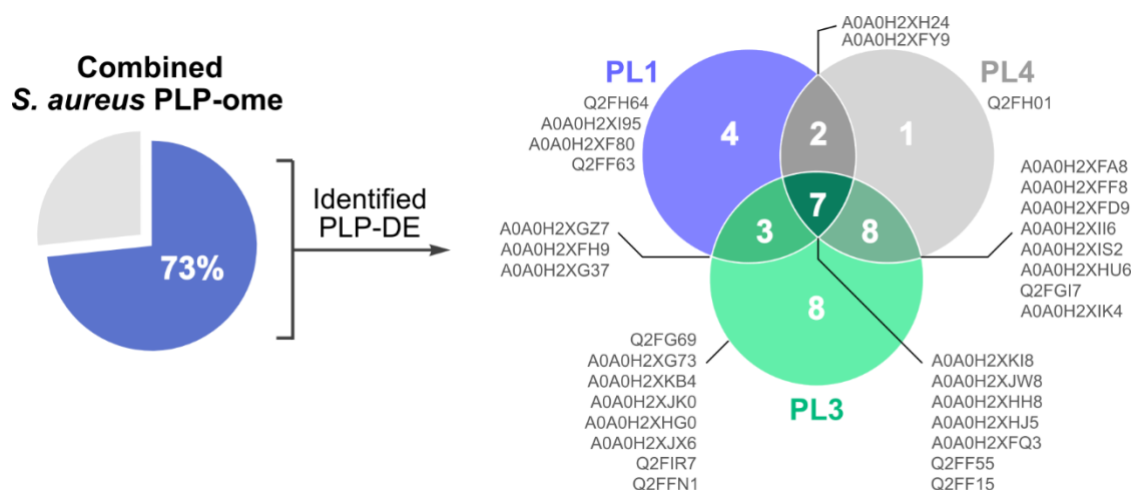 Combined
S. aureus PLP-ome
73%
Identified
PLP-DE
A0A0H2XH24
A0A0H2XFY9
PL1
PL4
Q2FH64
A0A0H2XI95
A0A0H2XF80
Q2FF63
Q2FH01
4
2
1
7
3
8
8
A0A0H2XGZ7
A0A0H2XFH9
A0A0H2XG37
A0A0H2XFA8
A0A0H2XFF8
A0A0H2XFD9
A0A0H2XII6
A0A0H2XIS2
A0A0H2XHU6
Q2FGI7
A0A0H2XIK4
Q2FG69
A0A0H2XG73
A0A0H2XKB4
A0A0H2XJK0
A0A0H2XHG0
A0A0H2XJX6
Q2FIR7
Q2FFN1
PL3
A0A0H2XKI8
A0A0H2XJW8
A0A0H2XHH8
A0A0H2XHJ5
A0A0H2XFQ3
Q2FF55
Q2FF15